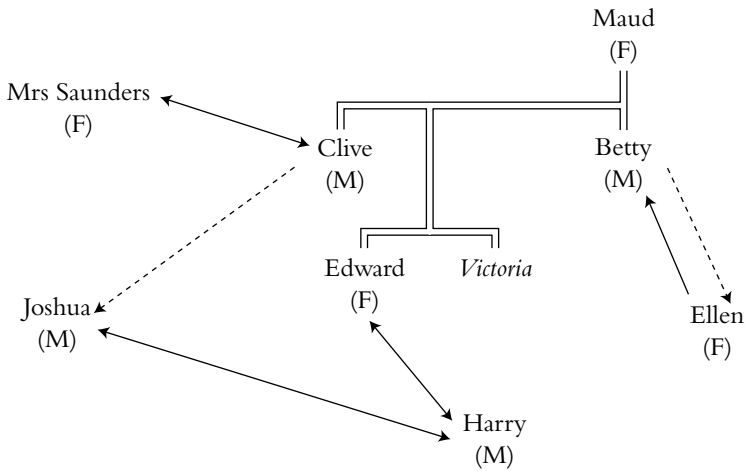 Maud
(F)
Mrs Saunders
(F)
Clive
(M)
Betty
(M)
Edward
(F)
Victoria
Joshua
(M)
Ellen
(F)
Harry
(M)